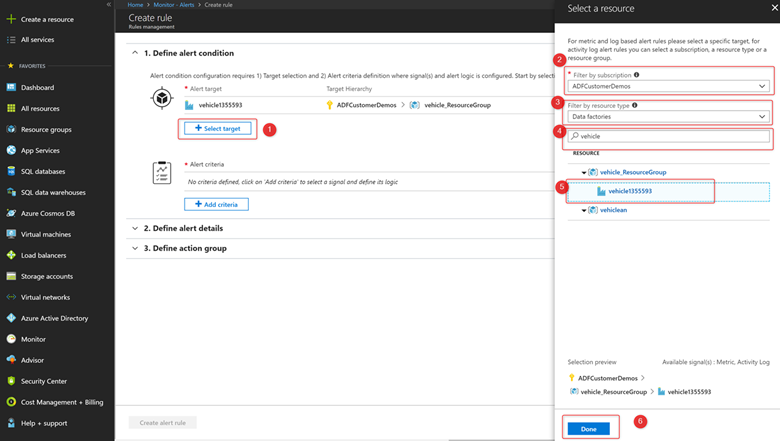 Create a resource
All services
FAVORITES
Dashboard
All resources
Resource groups
App Services
SQL databases
SQL data warehouses
Azure Cosmos DB
Virtual machines
Load balancers
Storage accounts
Virtual networks
Azure Active Directory
Monitor
Advisor
Security Center
Cost Management + Billing
Help + support
Home > Monitor - Alerts > Create rule
Create rule
Rules management
1. Define alert condition
Alert condition configuration requires 1) Target selection and 2) Alert criteria definition where signal(s) and alert logic is configured. Start by selec
* Alert target
Target Hierarchy
vehicle1355593
ADFCustomerDemos > vehicle_ResourceGroup
+ Select target
1
* Alert criteria
No criteria defined, click on 'Add criteria' to select a signal and define its logic
+ Add criteria
2. Define alert details
3. Define action group
Create alert rule
Select a resource
For metric and log based alert rules please select a specific target, for
activity log alert rules you can select a subscription, a resource type or a
resource group.
2
* Filter by subscription
ADFCustomerDemos
3
Filter by resource type
Data factories
4
vehicle
RESOURCE
vehicle_ResourceGroup
5
vehicle1355593
vehiclean
Selection preview
Available signal(s) : Metric, Activity Log
ADFCustomerDemos >
vehicle_ResourceGroup > vehicle1355593
Done
6